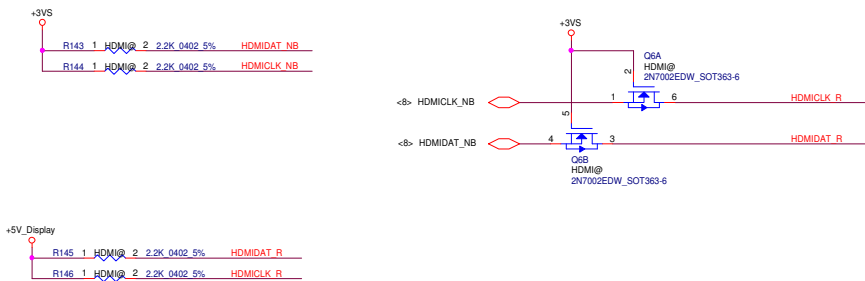 +3VS
R143 1 HDMI@ 2 2.2K_0402_5% HDMIDAT_NB
R144 1 HDMI@ 2 2.2K_0402_5% HDMICLK_NB
+3VS
Q6A
HDMI@
2N7002EDW_SOT363-6
2
<8> HDMICLK_NB 1 6 HDMICLK_R
5
<8> HDMIDAT_NB 4 3 HDMIDAT_R
Q6B
HDMI@
2N7002EDW_SOT363-6
+5V_Display
R145 1 HDMI@ 2 2.2K_0402_5% HDMIDAT_R
R146 1 HDMI@ 2 2.2K_0402_5% HDMICLK_R